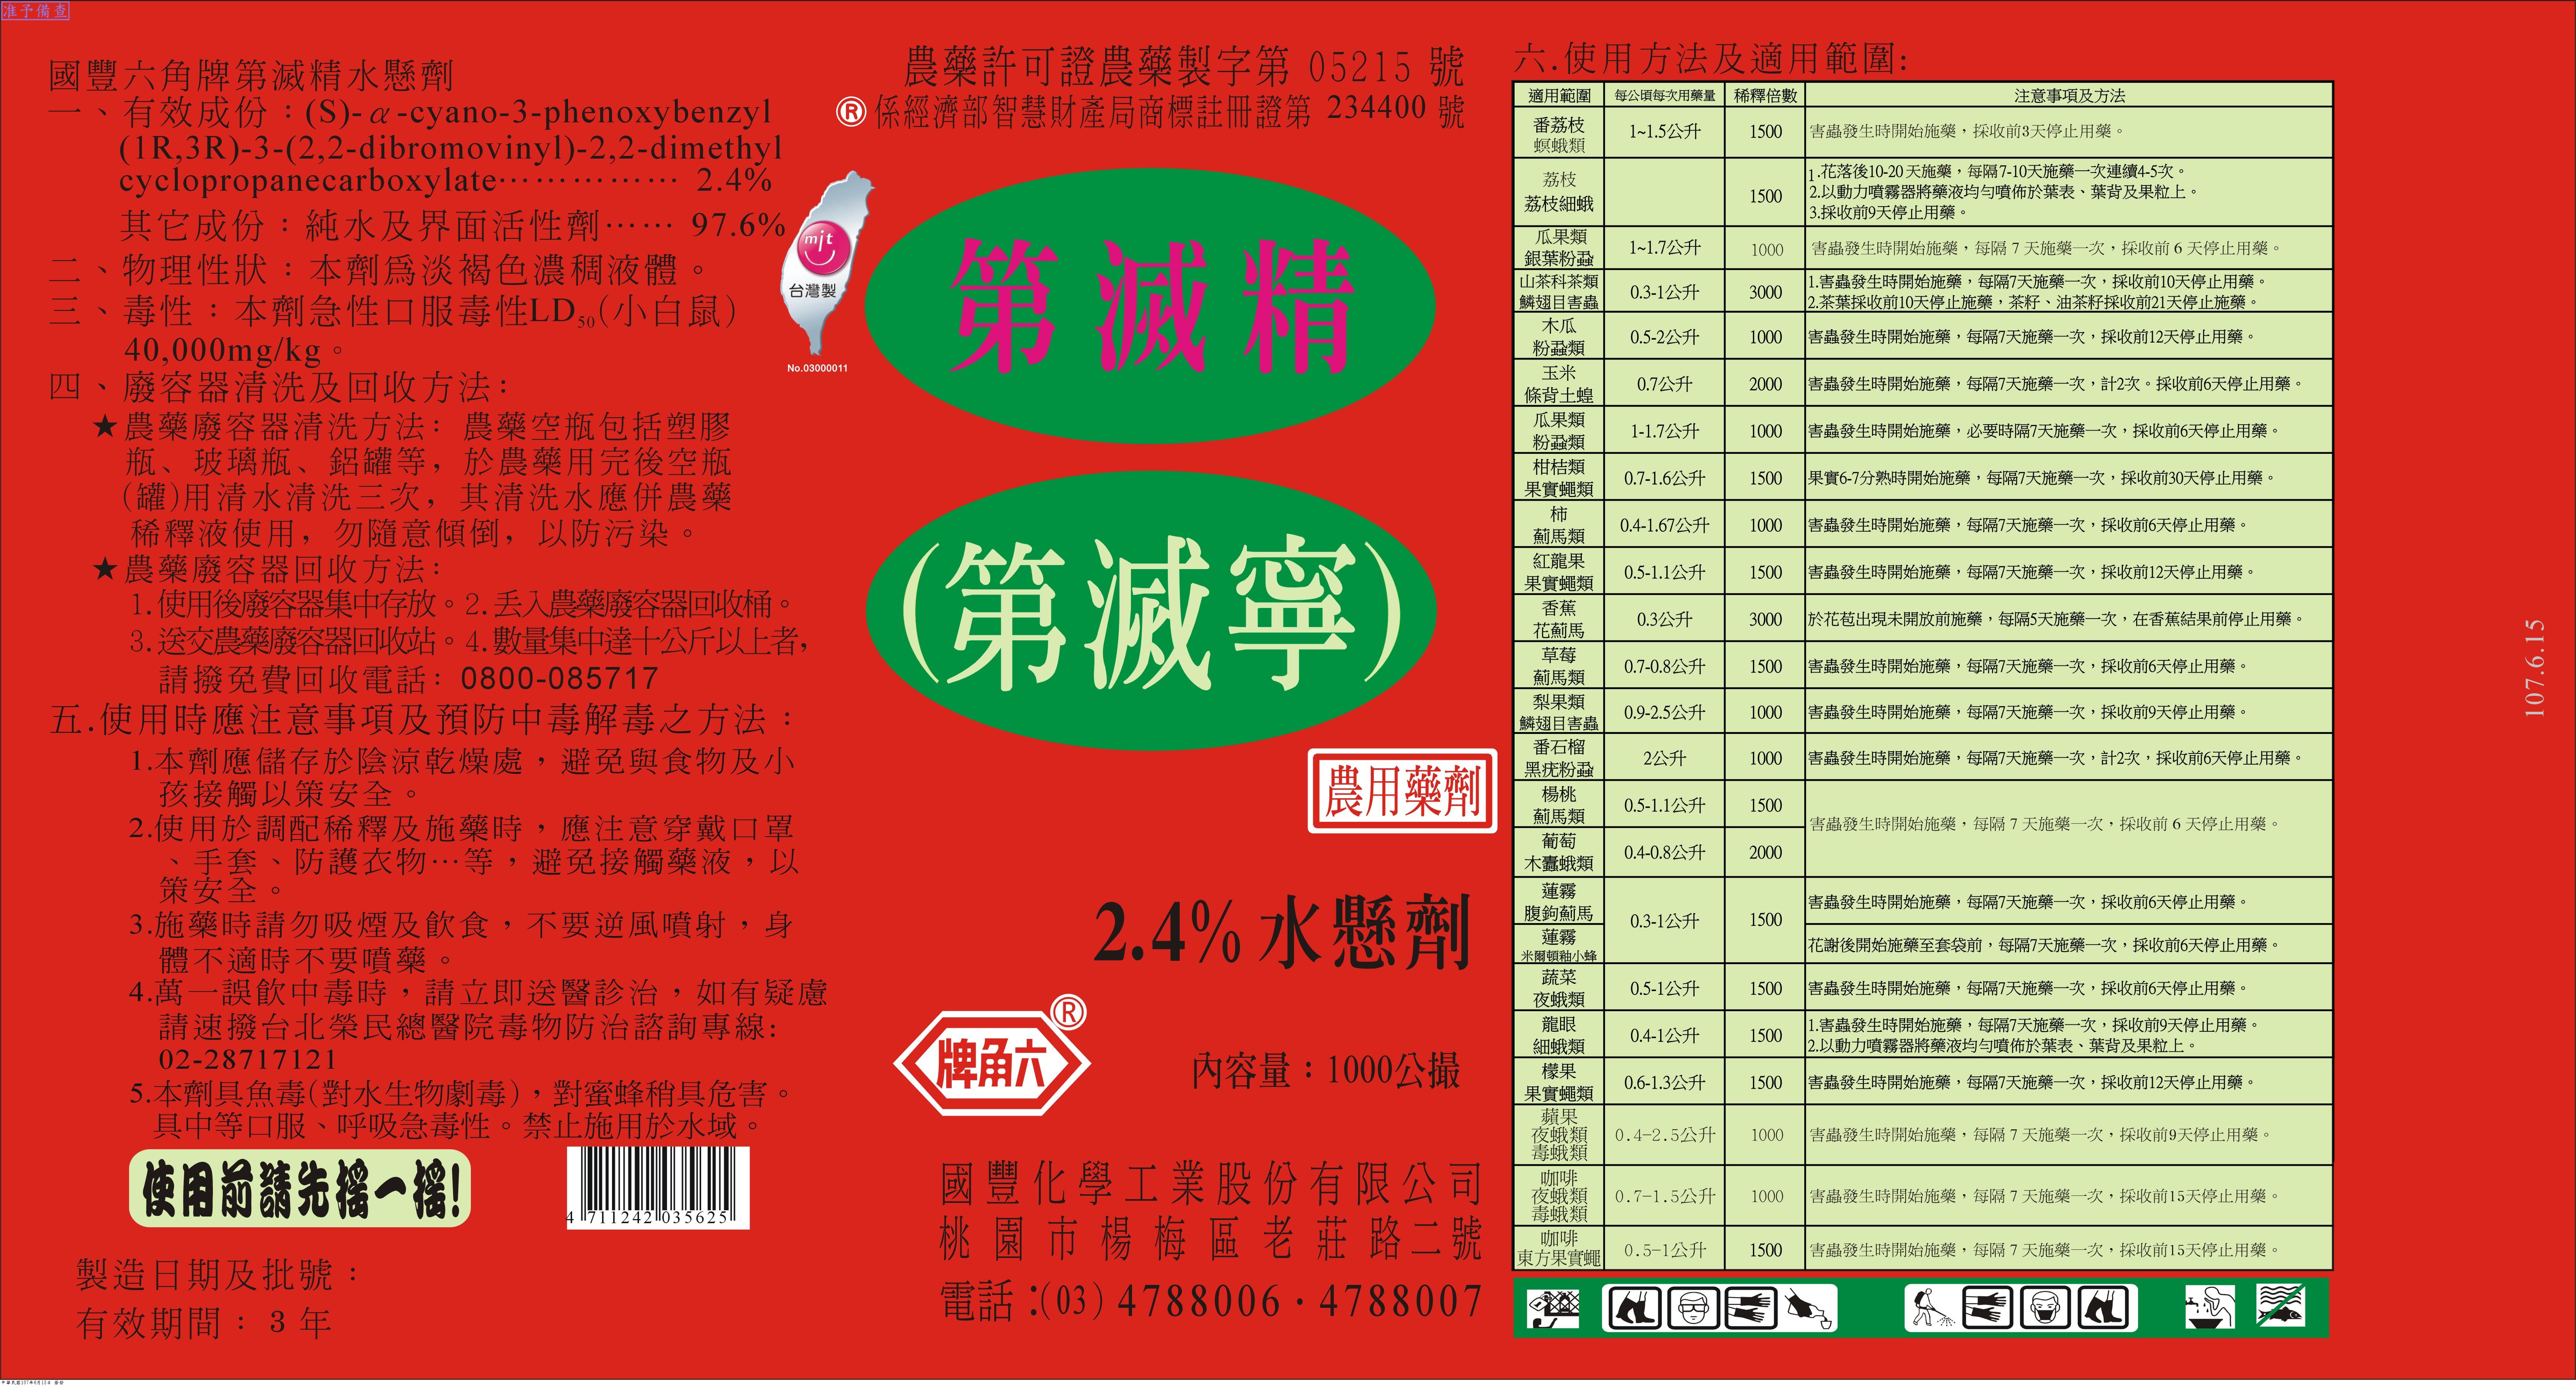 准予備查
國豐六角牌第滅精水懸劑
一、有效成份：(S)-α-cyano-3-phenoxybenzyl
(1R,3R)-3-(2,2-dibromovinyl)-2,2-dimethyl
cyclopropanecarboxylate…………… 2.4%
其它成份：純水及界面活性劑…… 97.6%
二、物理性狀：本劑為淡褐色濃稠液體。
三、毒性：本劑急性口服毒性LD50(小白鼠)
40,000mg/kg。
四、廢容器清洗及回收方法：
★農藥廢容器清洗方法：農藥空瓶包括塑膠
瓶、玻璃瓶、鋁罐等，於農藥用完後空瓶
(罐)用清水清洗三次，其清洗水應併農藥
稀釋液使用，勿隨意傾倒，以防污染。
★農藥廢容器回收方法：
1.使用後廢容器集中存放。2.丟入農藥廢容器回收桶。
3.送交農藥廢容器回收站。4.數量集中達十公斤以上者，
請撥免費回收電話：0800-085717
五.使用時應注意事項及預防中毒解毒之方法：
1.本劑應儲存於陰涼乾燥處，避免與食物及小
孩接觸以策安全。
2.使用於調配稀釋及施藥時，應注意穿戴口罩
、手套、防護衣物…等，避免接觸藥液，以
策安全。
3.施藥時請勿吸煙及飲食，不要逆風噴射，身
體不適時不要噴藥。
4.萬一誤飲中毒時，請立即送醫診治，如有疑慮
請速撥台北榮民總醫院毒物防治諮詢專線：
02-28717121
5.本劑具魚毒(對水生物劇毒)，對蜜蜂稍具危害。
具中等口服、呼吸急毒性。禁止施用於水域。
使用前請先搖一搖!
4 711242 035625
製造日期及批號：
有效期間：3 年
農藥許可證農藥製字第 05215 號
®係經濟部智慧財產局商標註冊證第 234400 號
mit
台灣製
No.03000011
第滅精
(第滅寧)
農用藥劑
2.4% 水懸劑
牌角六®
內容量：1000公撮
國豐化學工業股份有限公司
桃園市楊梅區老莊路二號
電話：(03) 4788006·4788007
六.使用方法及適用範圍：
適用範圍 每公頃每次用藥量 稀釋倍數 注意事項及方法
番荔枝
螟蛾類 1~1.5公升 1500 害蟲發生時開始施藥，採收前3天停止用藥。
荔枝
荔枝細蛾 1500
1.花落後10-20天施藥，每隔7-10天施藥一次連續4-5次。
2.以動力噴霧器將藥液均勻噴佈於葉表、葉背及果粒上。
3.採收前9天停止用藥。
瓜果類
銀葉粉蝨 1~1.7公升 1000 害蟲發生時開始施藥，每隔 7 天施藥一次，採收前 6 天停止用藥。
山茶科茶類
鱗翅目害蟲 0.3-1公升 3000
1.害蟲發生時開始施藥，每隔7天施藥一次，採收前10天停止用藥。
2.茶葉採收前10天停止施藥，茶籽、油茶籽採收前21天停止施藥。
木瓜
粉蝨類 0.5-2公升 1000 害蟲發生時開始施藥，每隔7天施藥一次，採收前12天停止用藥。
玉米
條背土蝗 0.7公升 2000 害蟲發生時開始施藥，每隔7天施藥一次，計2次。採收前6天停止用藥。
瓜果類
粉蝨類 1-1.7公升 1000 害蟲發生時開始施藥，必要時隔7天施藥一次，採收前6天停止用藥。
柑桔類
果實蠅類 0.7-1.6公升 1500 果實6-7分熟時開始施藥，每隔7天施藥一次，採收前30天停止用藥。
柿
薊馬類 0.4-1.67公升 1000 害蟲發生時開始施藥，每隔7天施藥一次，採收前6天停止用藥。
紅龍果
果實蠅類 0.5-1.1公升 1500 害蟲發生時開始施藥，每隔7天施藥一次，採收前12天停止用藥。
香蕉
花薊馬 0.3公升 3000 於花苞出現未開放前施藥，每隔5天施藥一次，在香蕉結果前停止用藥。
草莓
薊馬類 0.7-0.8公升 1500 害蟲發生時開始施藥，每隔7天施藥一次，採收前6天停止用藥。
梨果類
鱗翅目害蟲 0.9-2.5公升 1000 害蟲發生時開始施藥，每隔7天施藥一次，採收前9天停止用藥。
番石榴
黑疣粉蝨 2公升 1000 害蟲發生時開始施藥，每隔7天施藥一次，計2次，採收前6天停止用藥。
楊桃
薊馬類 0.5-1.1公升 1500
害蟲發生時開始施藥，每隔 7 天施藥一次，採收前 6 天停止用藥。
葡萄
木蠹蛾類 0.4-0.8公升 2000
蓮霧
腹鉤薊馬 0.3-1公升 1500 害蟲發生時開始施藥，每隔7天施藥一次，採收前6天停止用藥。
蓮霧
米爾頓釉小蜂 花謝後開始施藥至套袋前，每隔7天施藥一次，採收前6天停止用藥。
蔬菜
夜蛾類 0.5-1公升 1500 害蟲發生時開始施藥，每隔7天施藥一次，採收前6天停止用藥。
龍眼
細蛾類 0.4-1公升 1500
1.害蟲發生時開始施藥，每隔7天施藥一次，採收前9天停止用藥。
2.以動力噴霧器將藥液均勻噴佈於葉表、葉背及果粒上。
檬果
果實蠅類 0.6-1.3公升 1500 害蟲發生時開始施藥，每隔7天施藥一次，採收前12天停止用藥。
蘋果
夜蛾類
毒蛾類 0.4-2.5公升 1000 害蟲發生時開始施藥，每隔 7 天施藥一次，採收前9天停止用藥。
咖啡
夜蛾類
毒蛾類 0.7-1.5公升 1000 害蟲發生時開始施藥，每隔 7 天施藥一次，採收前15天停止用藥。
咖啡
東方果實蠅 0.5-1公升 1500 害蟲發生時開始施藥，每隔 7 天施藥一次，採收前15天停止用藥。
107.6.15